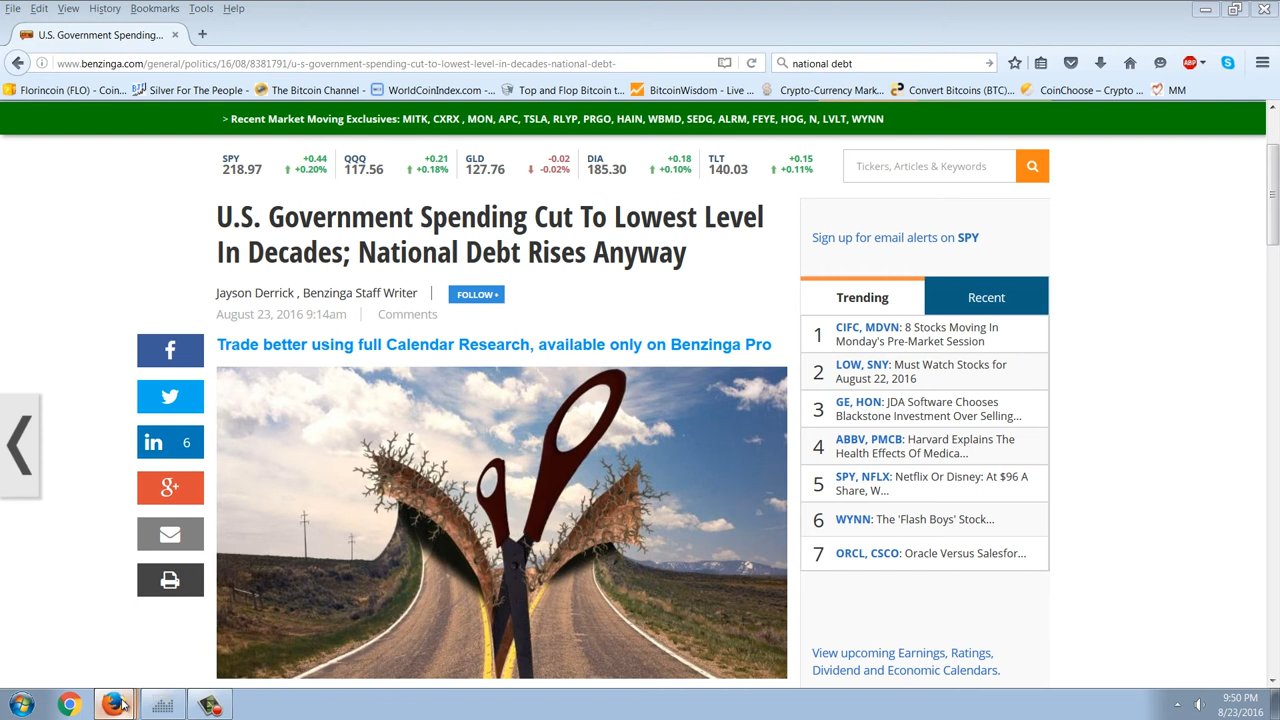 File Edit View History Bookmarks Tools Help
U.S. Government Spending...
www.benzinga.com/general/politics/16/08/8381791/u-s-government-spending-cut-to-lowest-level-in-decades-national-debt-
national debt
ABP
Florincoin (FLO) - Coin... Silver For The People - The Bitcoin Channel - WorldCoinIndex.com -... Top and Flop Bitcoin t... BitcoinWisdom - Live ... Crypto-Currency Mark... Convert Bitcoins (BTC)... CoinChoose – Crypto ... MM
> Recent Market Moving Exclusives: MITK, CXRX , MON, APC, TSLA, RLYP, PRGO, HAIN, WBMD, SEDG, ALRM, FEYE, HOG, N, LVLT, WYNN
SPY +0.44 QQQ +0.21 GLD -0.02 DIA +0.18 TLT +0.15
218.97 +0.20% 117.56 +0.18% 127.76 -0.02% 185.30 +0.10% 140.03 +0.11%
Tickers, Articles & Keywords
U.S. Government Spending Cut To Lowest Level
In Decades; National Debt Rises Anyway
Jayson Derrick , Benzinga Staff Writer
FOLLOW+
August 23, 2016 9:14am Comments
Trade better using full Calendar Research, available only on Benzinga Pro
f
in 6
g+
Sign up for email alerts on SPY
Trending Recent
1 CIFC, MDVN: 8 Stocks Moving In
Monday's Pre-Market Session
2 LOW, SNY: Must Watch Stocks for
August 22, 2016
3 GE, HON: JDA Software Chooses
Blackstone Investment Over Selling...
4 ABBV, PMCB: Harvard Explains The
Health Effects Of Medica...
5 SPY, NFLX: Netflix Or Disney: At $96 A
Share, W...
6 WYNN: The 'Flash Boys' Stock...
7 ORCL, CSCO: Oracle Versus Salesfor...
View upcoming Earnings, Ratings,
Dividend and Economic Calendars.
9:50 PM
8/23/2016